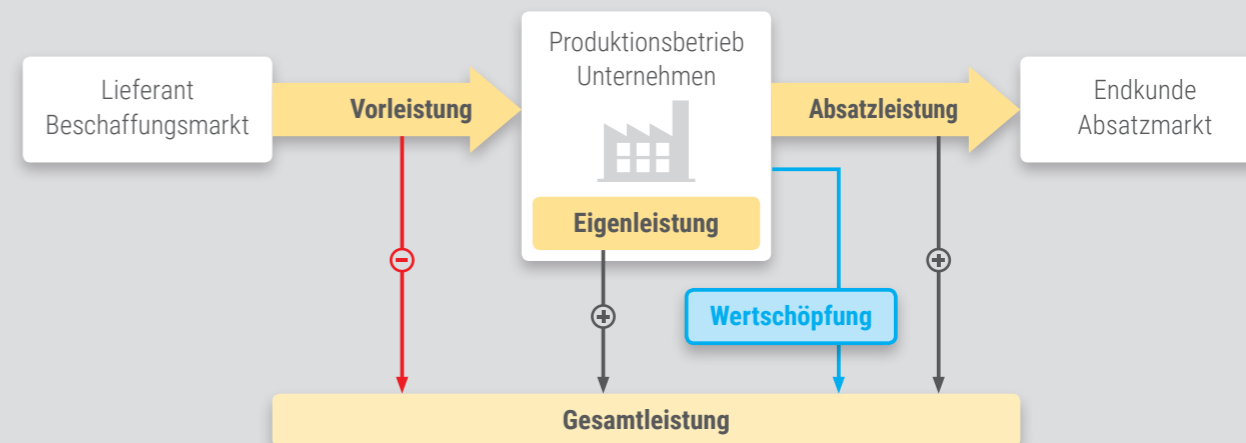 Lieferant
Beschaffungsmarkt
Vorleistung
Produktionsbetrieb
Unternehmen
Eigenleistung
Absatzleistung
Endkunde
Absatzmarkt
−
+
+
Wertschöpfung
Gesamtleistung